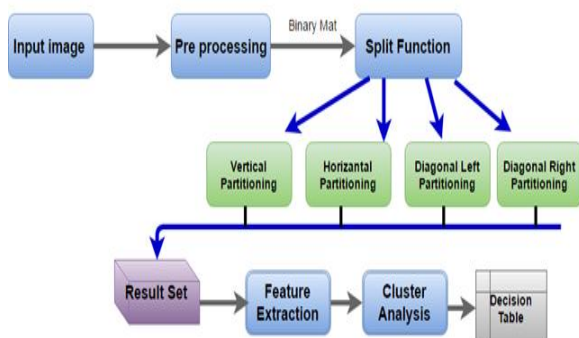 Input image
Pre processing
Binary Mat
Split Function
Vertical
Partitioning
Horizantal
Partitioning
Diagonal Left
Partitioning
Diagonal Right
Partitioning
Result Set
Feature
Extraction
Cluster
Analysis
Decision
Table